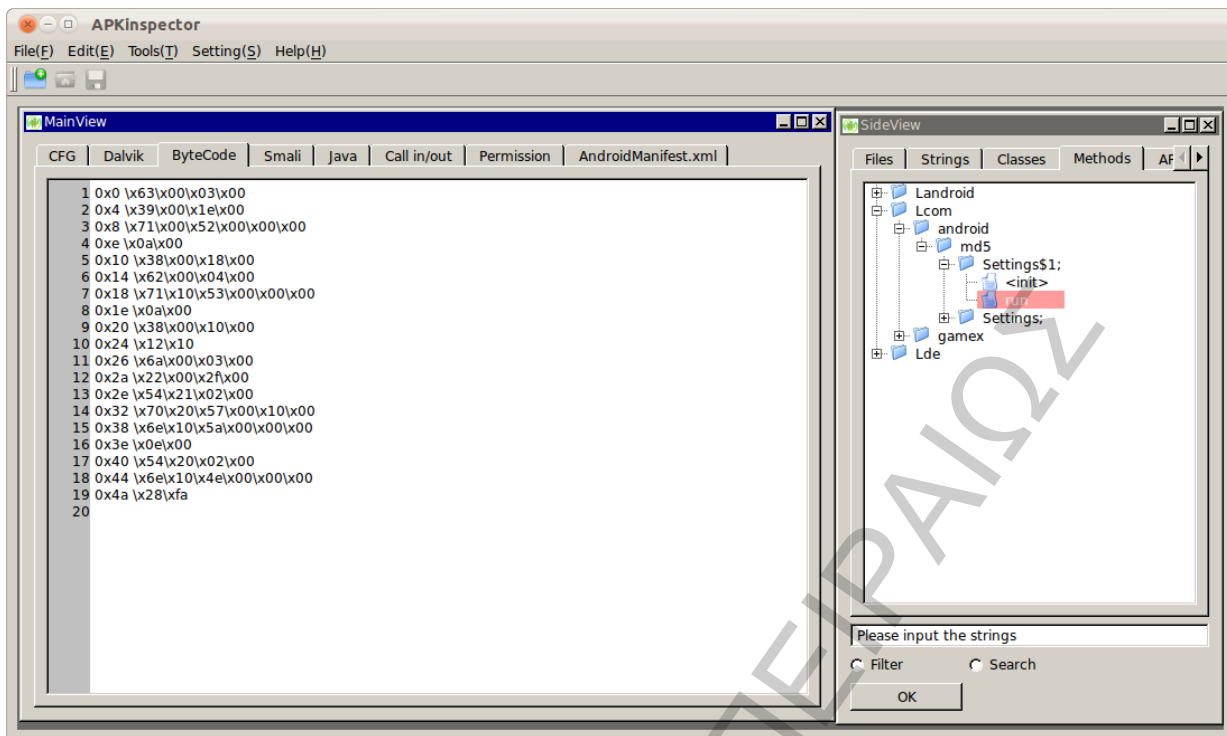 APKinspector
File(F) Edit(E) Tools(T) Setting(S) Help(H)
MainView
CFG Dalvik ByteCode Smali Java Call in/out Permission AndroidManifest.xml
1 0x0 \x63\x00\x03\x00
2 0x4 \x39\x00\x1e\x00
3 0x8 \x71\x00\x52\x00\x00\x00
4 0xe \x0a\x00
5 0x10 \x38\x00\x18\x00
6 0x14 \x62\x00\x04\x00
7 0x18 \x71\x10\x53\x00\x00\x00
8 0x1e \x0a\x00
9 0x20 \x38\x00\x10\x00
10 0x24 \x12\x10
11 0x26 \x6a\x00\x03\x00
12 0x2a \x22\x00\x2f\x00
13 0x2e \x54\x21\x02\x00
14 0x32 \x70\x20\x57\x00\x10\x00
15 0x38 \x6e\x10\x5a\x00\x00\x00
16 0x3e \x0e\x00
17 0x40 \x54\x20\x02\x00
18 0x44 \x6e\x10\x4e\x00\x00\x00
19 0x4a \x28\xfa
20
SideView
Files Strings Classes Methods
Landroid
Lcom
android
md5
Settings$1;
<init>
run
Settings;
gamex
Lde
Please input the strings
Filter Search
OK
ΠΕΙΡΑΙΩΣ